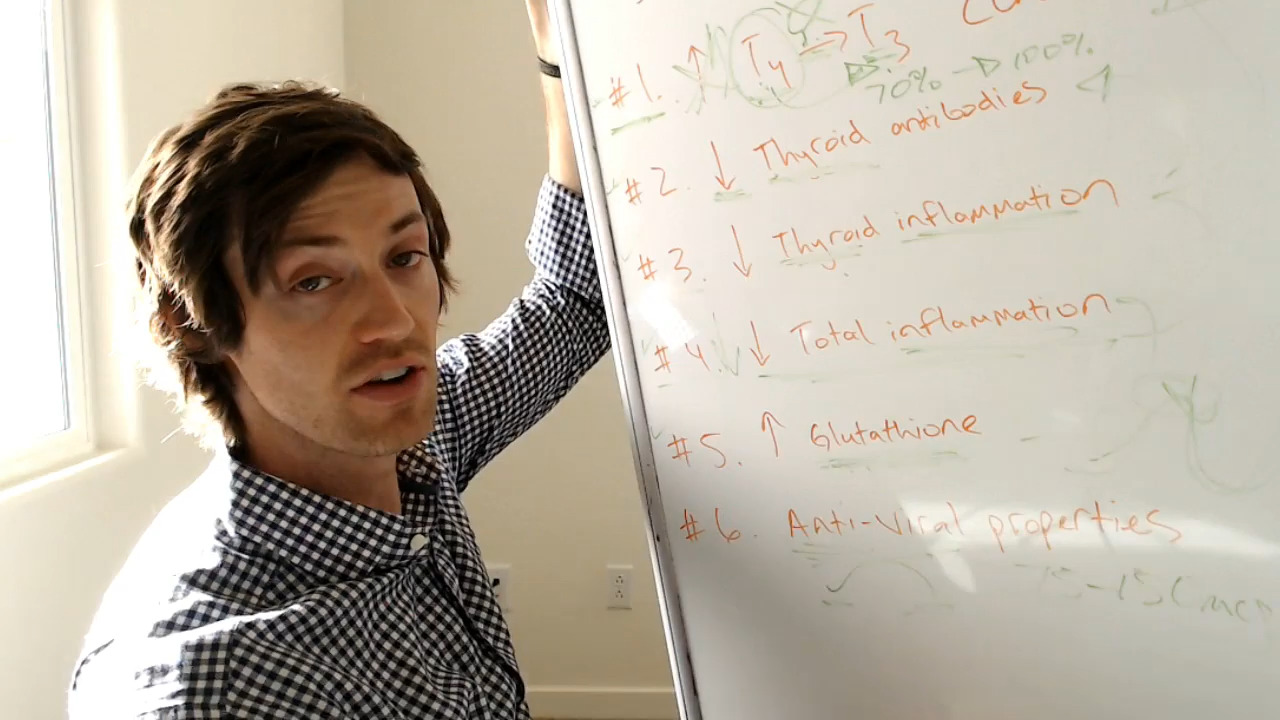 #1. ↑ T4 → T3
70% → 100%
#2. ↓ Thyroid antibodies
#3. ↓ Thyroid inflammation
#4. ↓ Total inflammation
#5. ↑ Glutathione
#6. Anti-Viral properties